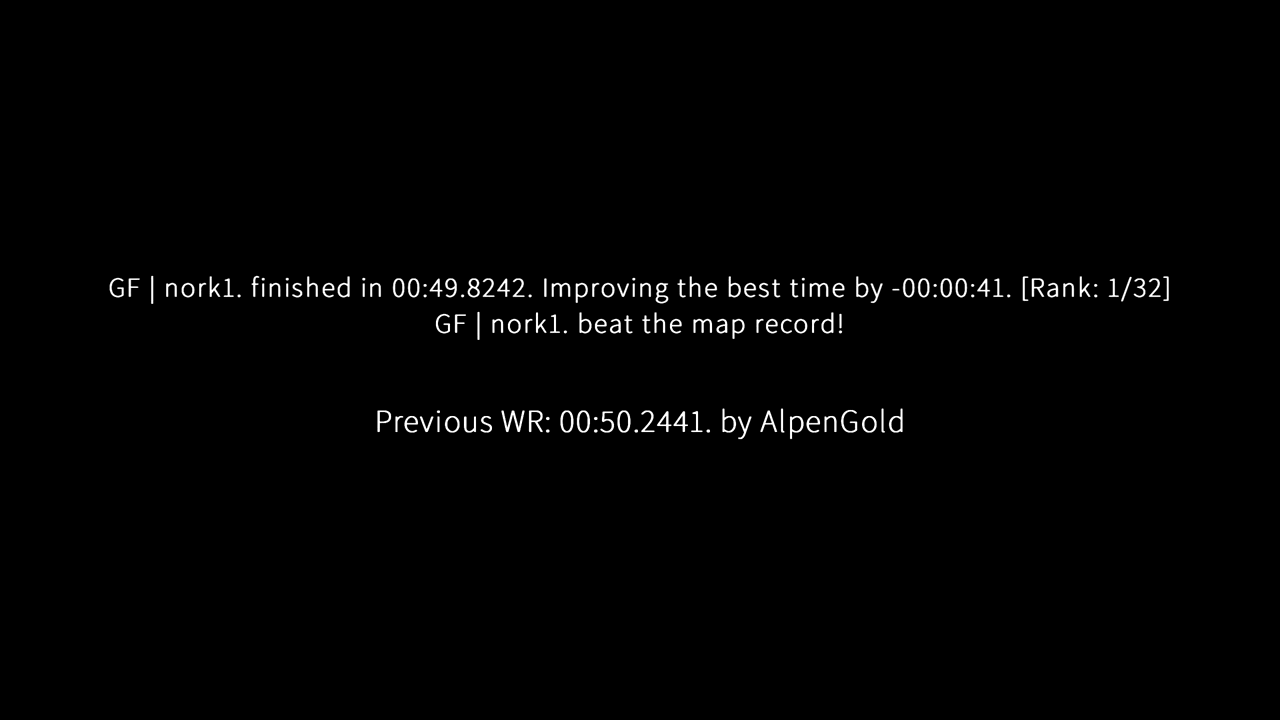 GF | nork1. finished in 00:49.8242. Improving the best time by -00:00:41. [Rank: 1/32]
GF | nork1. beat the map record!
Previous WR: 00:50.2441. by AlpenGold